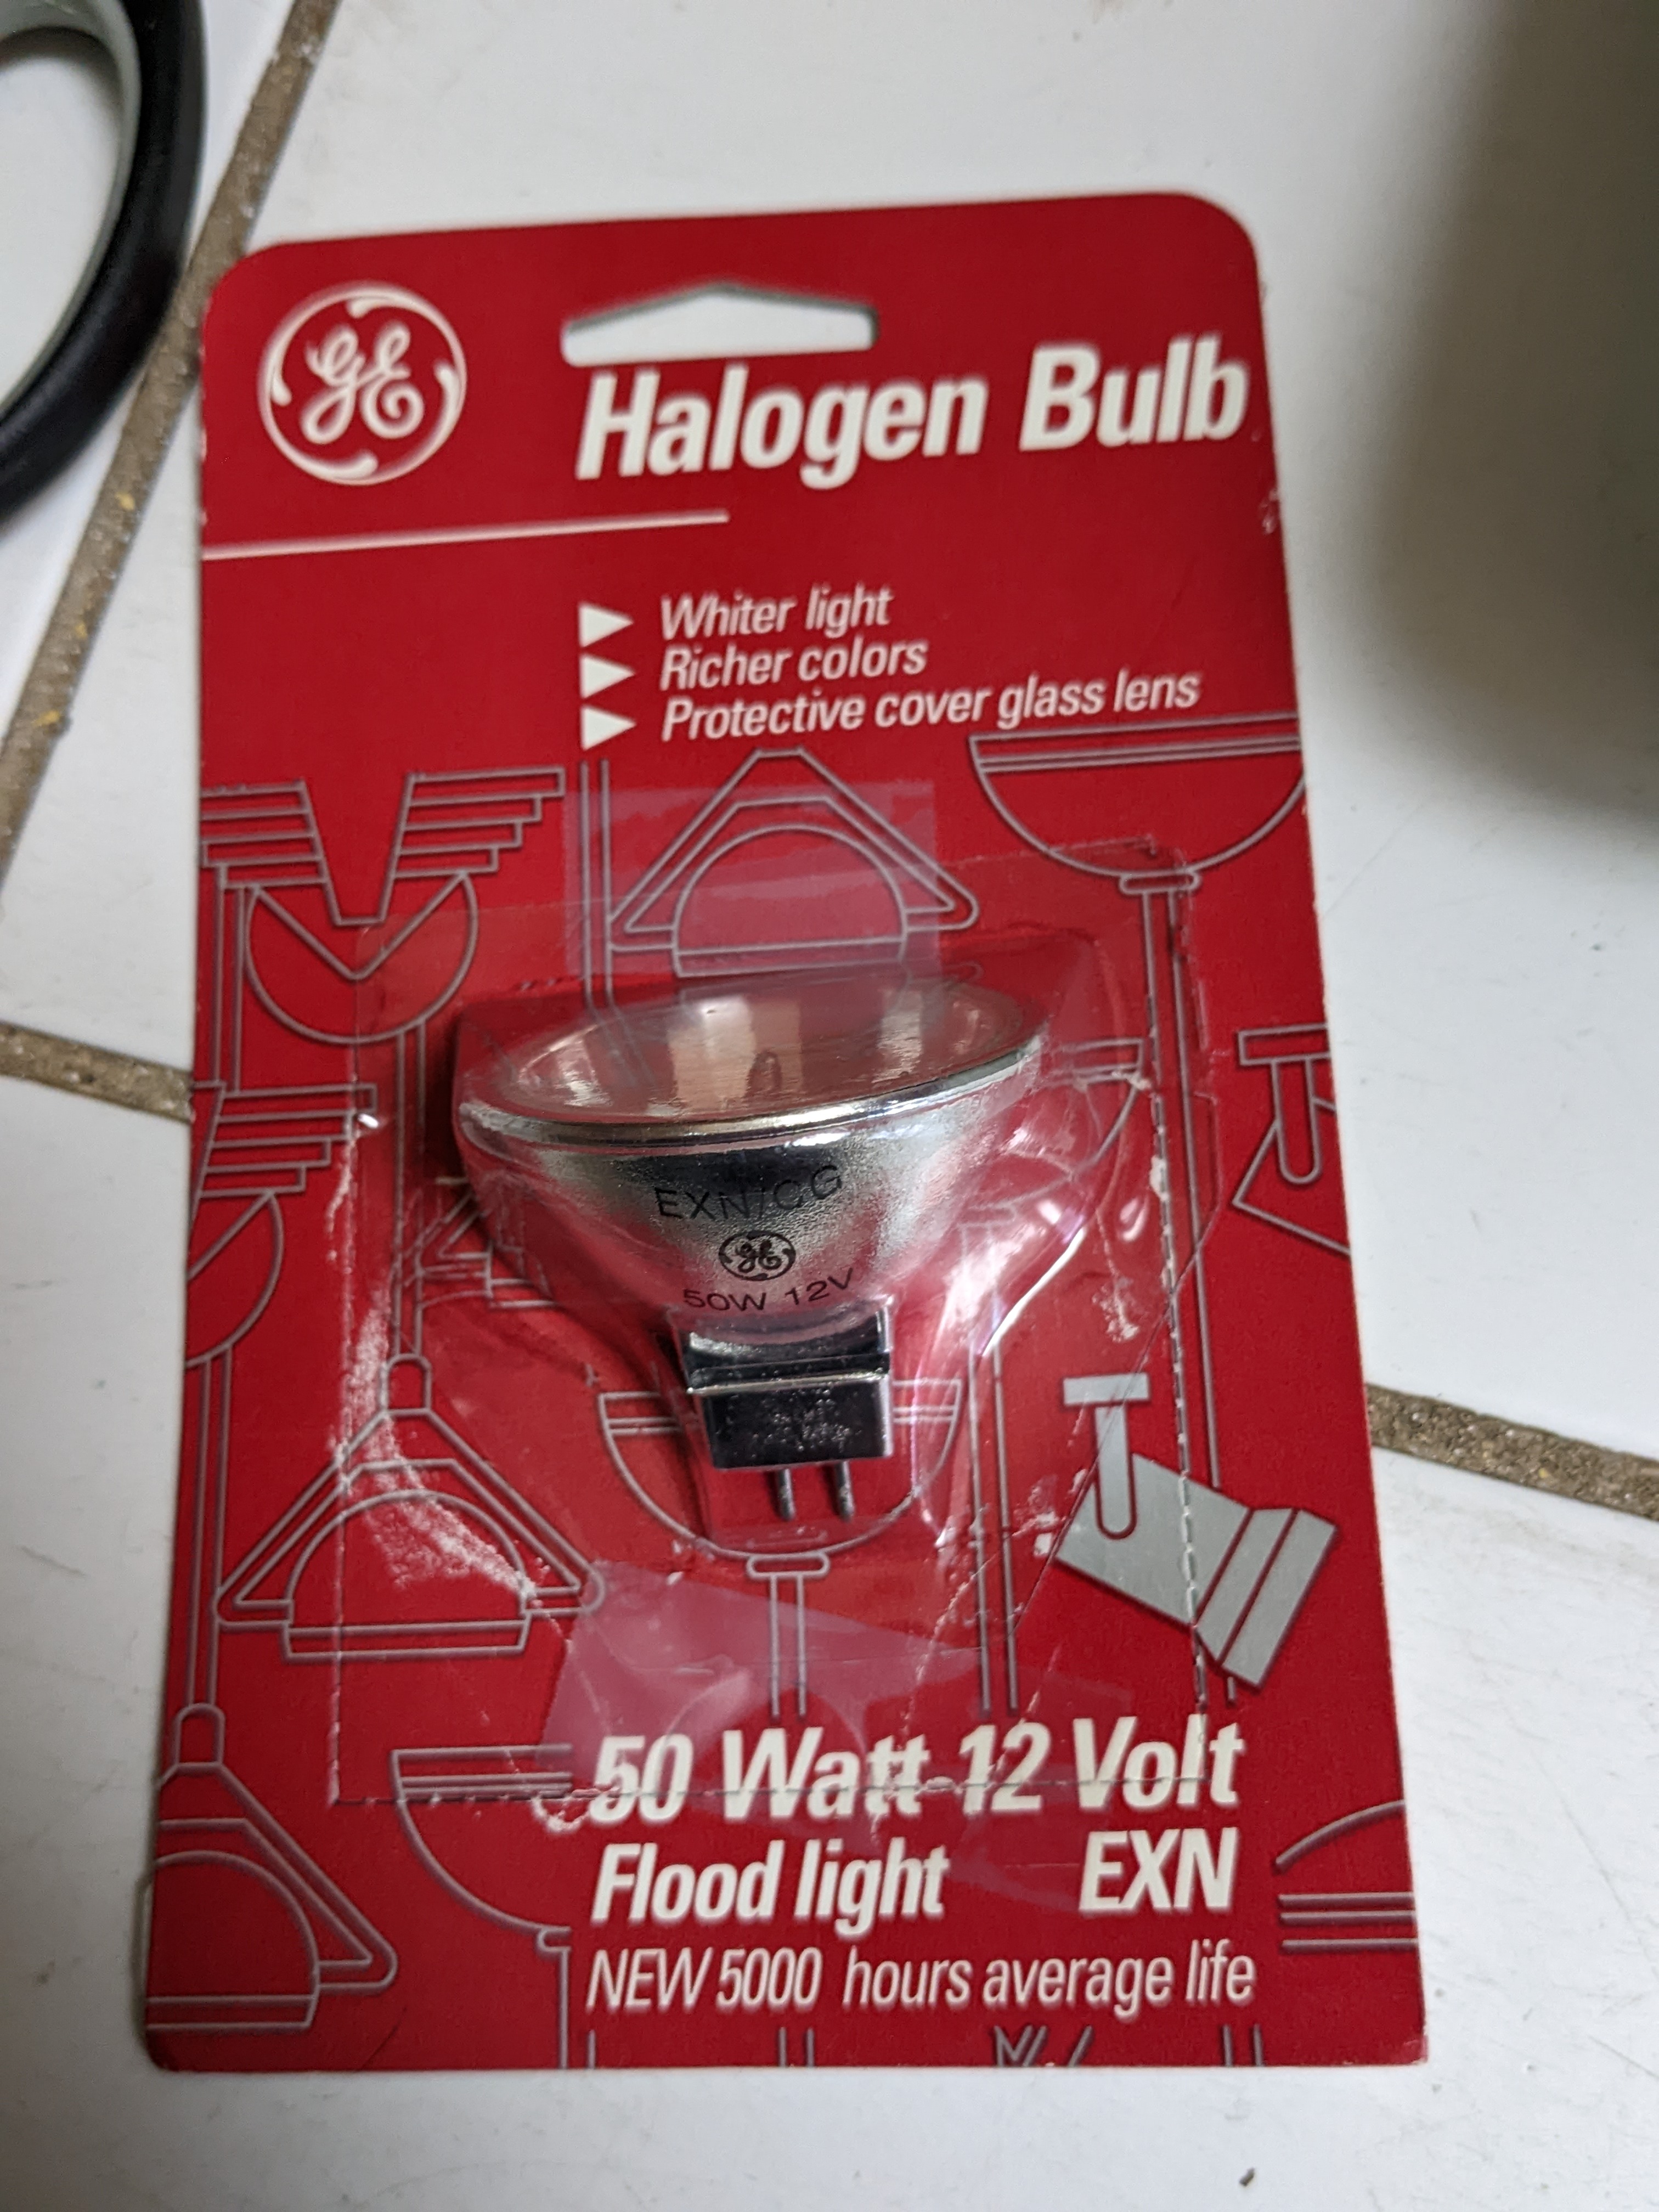 GE
Halogen Bulb
Whiter light
Richer colors
Protective cover glass lens
EXN/CG
GE
50W 12V
50 Watt 12 Volt
Flood light EXN
NEW 5000 hours average life